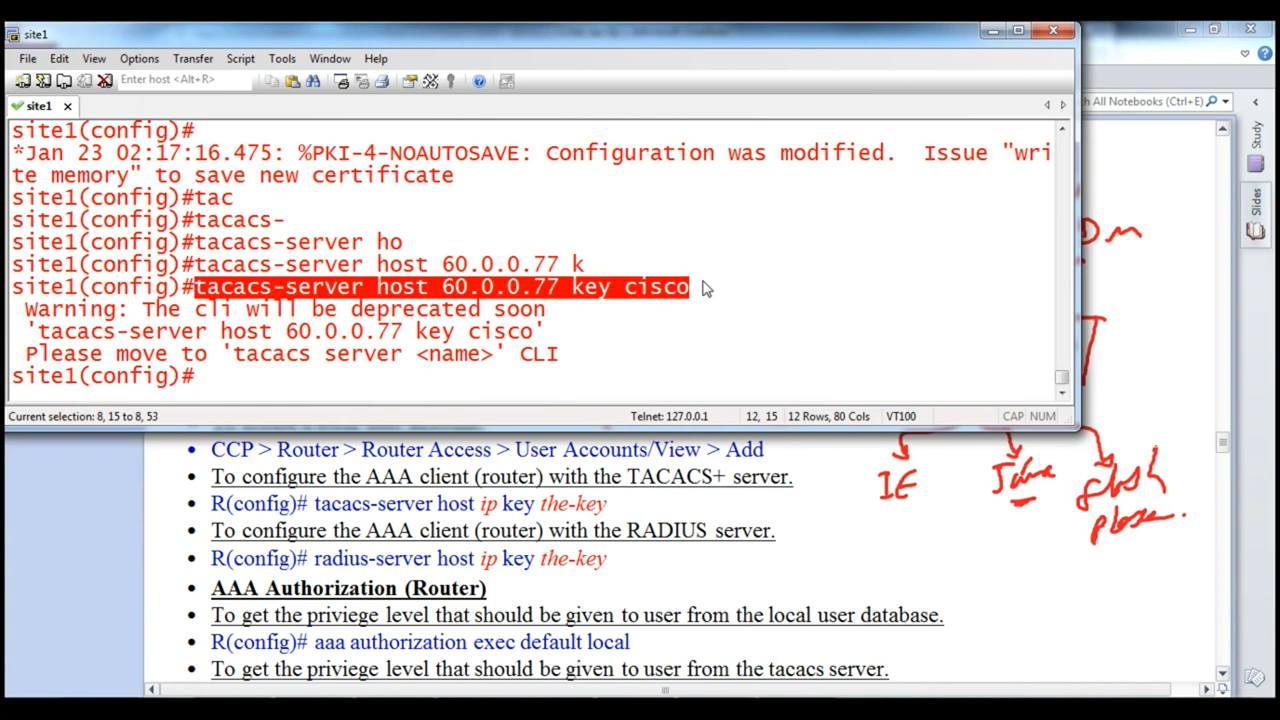 site1
File Edit View Options Transfer Script Tools Window Help
Enter host <Alt+R>
site1
site1(config)#
*Jan 23 02:17:16.475: %PKI-4-NOAUTOSAVE: Configuration was modified.  Issue "wri
te memory" to save new certificate
site1(config)#tac
site1(config)#tacacs-
site1(config)#tacacs-server ho
site1(config)#tacacs-server host 60.0.0.77 k
site1(config)#tacacs-server host 60.0.0.77 key cisco
Warning: The cli will be deprecated soon
'tacacs-server host 60.0.0.77 key cisco'
Please move to 'tacacs server <name>' CLI
site1(config)#
Current selection: 8, 15 to 8, 53 Telnet: 127.0.0.1 12, 15 12 Rows, 80 Cols VT100 CAP NUM
ch All Notebooks (Ctrl+E)
Study
Slides
IE
flash
• CCP > Router > Router Access > User Accounts/View > Add
• To configure the AAA client (router) with the TACACS+ server.
• R(config)# tacacs-server host ip key the-key
• To configure the AAA client (router) with the RADIUS server.
• R(config)# radius-server host ip key the-key
• AAA Authorization (Router)
• To get the priviege level that should be given to user from the local user database.
• R(config)# aaa authorization exec default local
• To get the priviege level that should be given to user from the tacacs server.